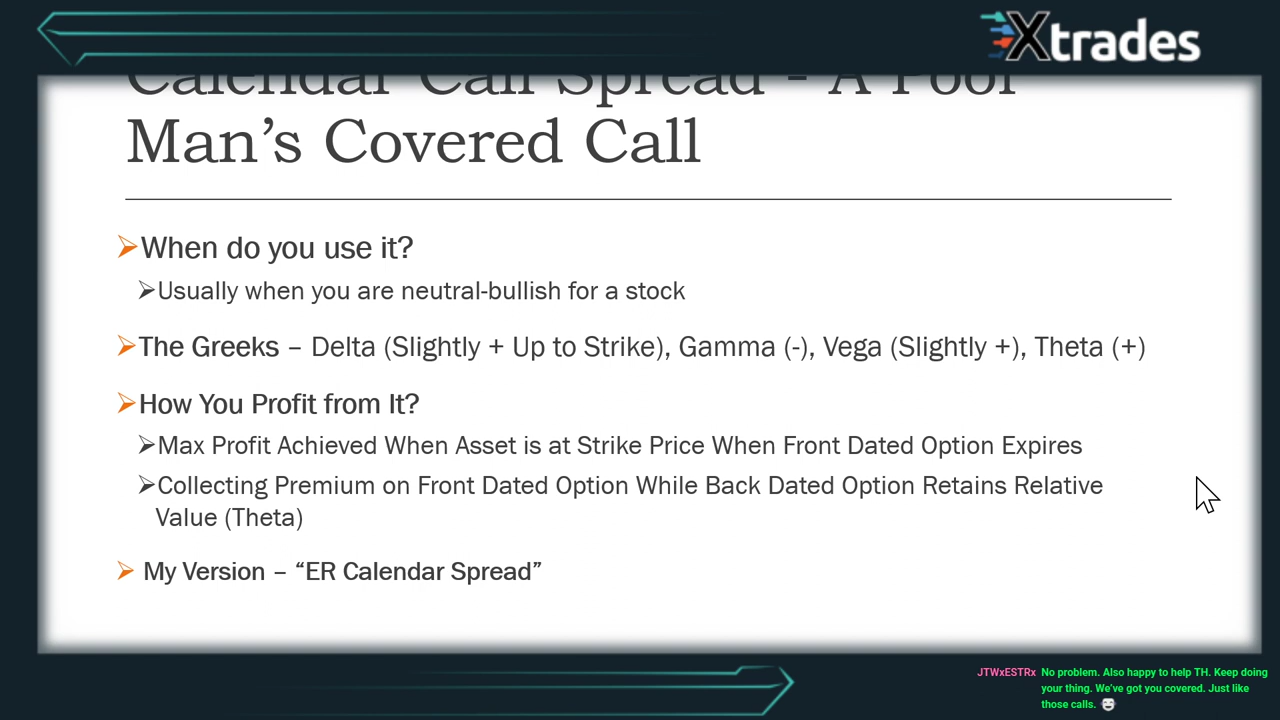 Xtrades
Calendar Call Spread - A Poor
Man’s Covered Call
When do you use it?
Usually when you are neutral-bullish for a stock
The Greeks – Delta (Slightly + Up to Strike), Gamma (-), Vega (Slightly +), Theta (+)
How You Profit from It?
Max Profit Achieved When Asset is at Strike Price When Front Dated Option Expires
Collecting Premium on Front Dated Option While Back Dated Option Retains Relative
Value (Theta)
My Version – “ER Calendar Spread”
JTWxESTRx No problem. Also happy to help TH. Keep doing
your thing. We've got you covered. Just like
those calls.